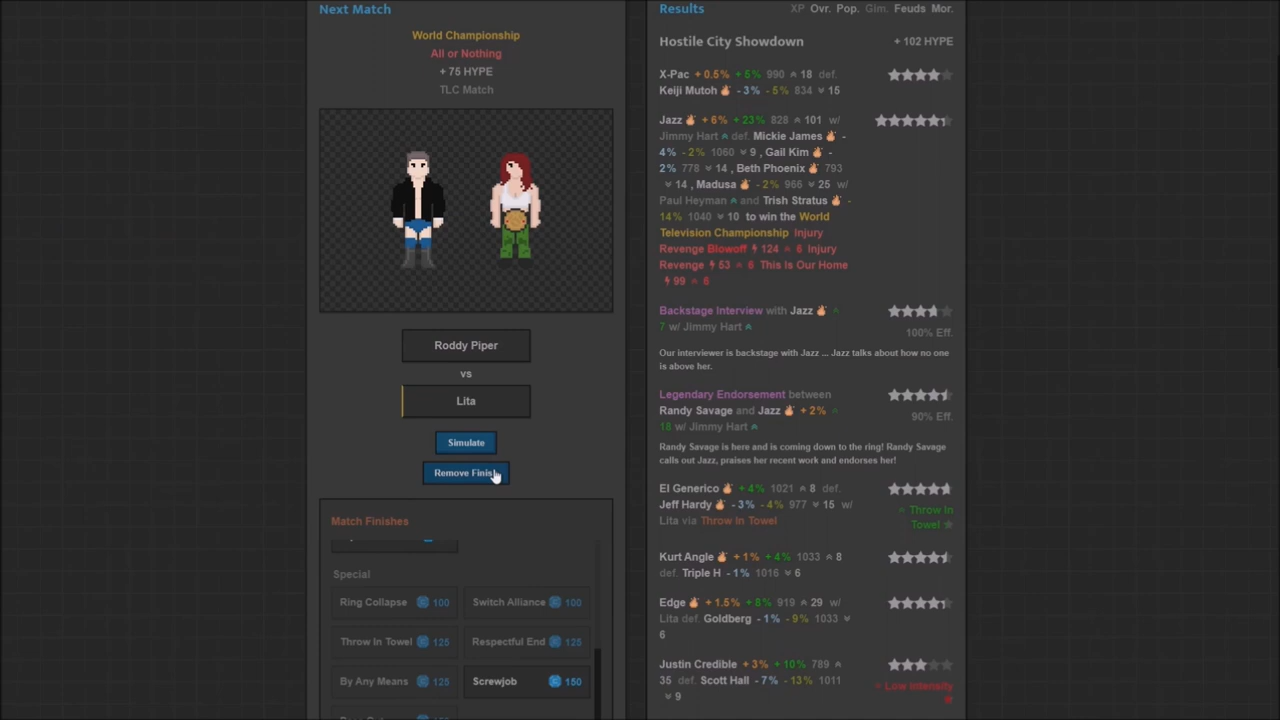 Next Match
World Championship
All or Nothing
+ 75 HYPE
TLC Match
Roddy Piper
vs
Lita
Simulate
Remove Finish
Match Finishes
Special
Ring Collapse 100
Switch Alliance 100
Throw In Towel 125
Respectful End 125
By Any Means 125
Screwjob 150
Results
XP Ovr. Pop. Gim. Feuds Mor.
Hostile City Showdown + 102 HYPE
X-Pac + 0.5% + 5% 990 18 def.
Keiji Mutoh - 3% - 5% 834 15
Jazz + 6% + 23% 828 101 w/
Jimmy Hart def. Mickie James -
4% - 2% 1060 9 , Gail Kim -
2% 778 14 , Beth Phoenix 793
14 , Madusa - 2% 966 25 w/
Paul Heyman and Trish Stratus -
14% 1040 10 to win the World
Television Championship Injury
Revenge Blowoff 124 6 Injury
Revenge 53 6 This Is Our Home
99 6
Backstage Interview with Jazz
7 w/ Jimmy Hart
100% Eff.
Our interviewer is backstage with Jazz ... Jazz talks about how no one
is above her.
Legendary Endorsement between
Randy Savage and Jazz + 2%
18 w/ Jimmy Hart
90% Eff.
Randy Savage is here and is coming down to the ring! Randy Savage
calls out Jazz, praises her recent work and endorses her!
El Generico + 4% 1021 8 def.
Jeff Hardy - 3% - 4% 977 15 w/
Lita via Throw In Towel
Throw In
Towel
Kurt Angle + 1% + 4% 1033 8
def. Triple H - 1% 1016 6
Edge + 1.5% + 8% 919 29 w/
Lita def. Goldberg - 1% - 9% 1033
6
Justin Credible + 3% + 10% 789
35 def. Scott Hall - 7% - 13% 1011
9
Low Intensity